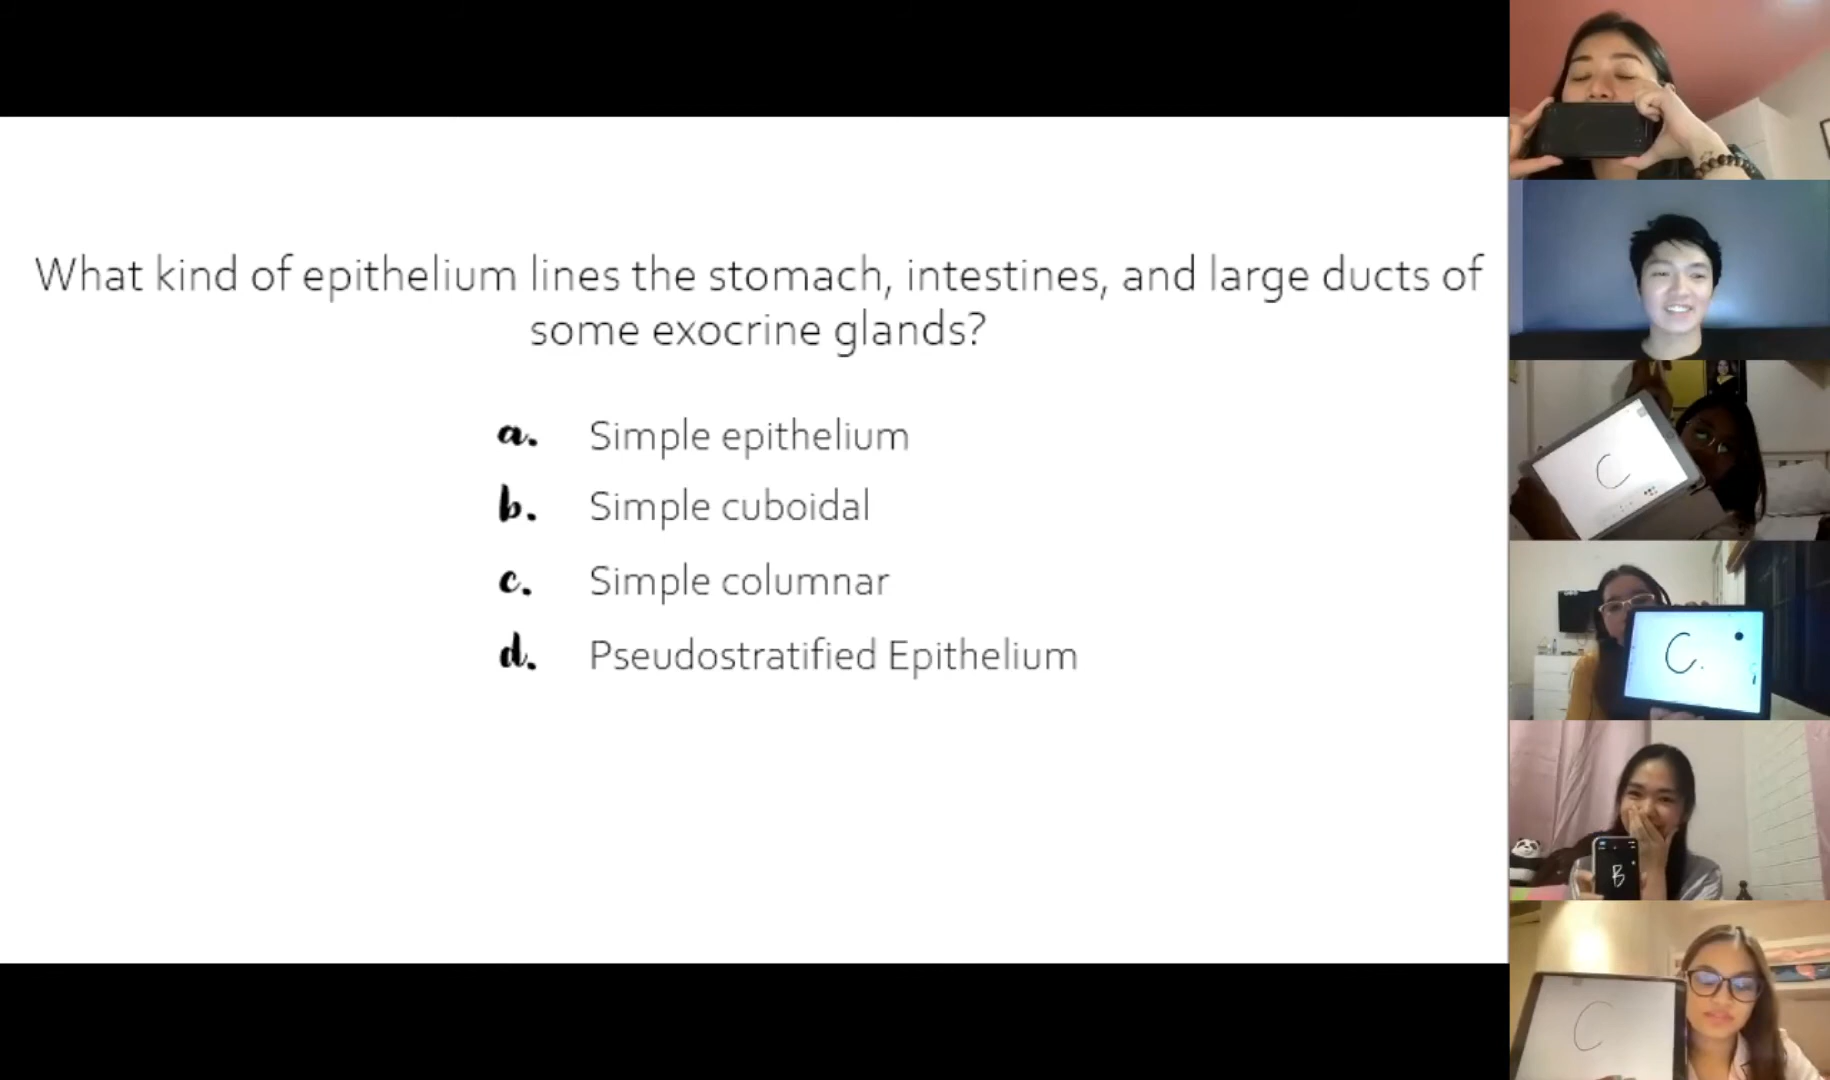 What kind of epithelium lines the stomach, intestines, and large ducts of
some exocrine glands?
a. Simple epithelium
b. Simple cuboidal
c. Simple columnar
d. Pseudostratified Epithelium
C
C.
B
C